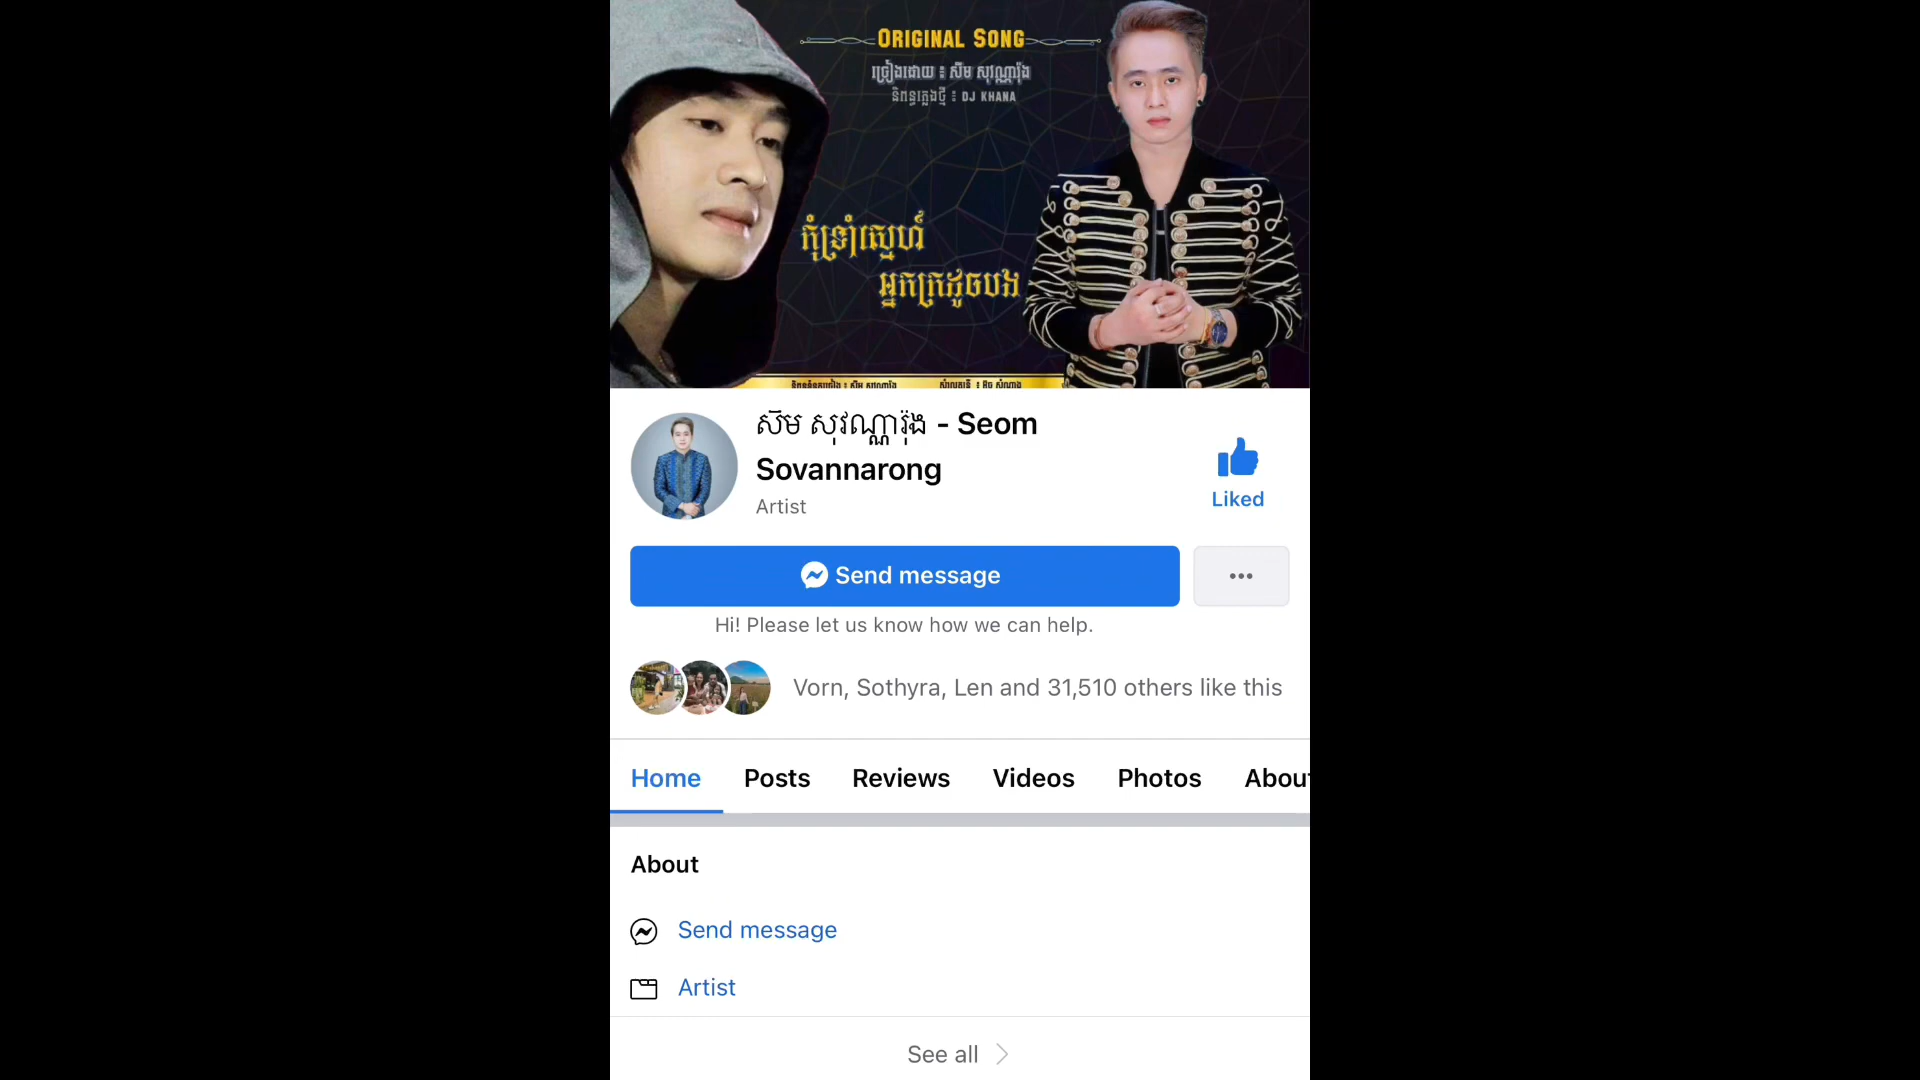 ORIGINAL SONG
ច្រៀងដោយ ៖ ស៊ីម សុវណ្ណារ៉ុង
និពន្ធភ្លេងថ្មី ៖ DJ KHANA
កុំទ្រាំស្នេហ៍
អ្នកក្រដូចបង
ស៊ីម សុវណ្ណារ៉ុង - Seom
Sovannarong
Artist
Liked
Send message
Hi! Please let us know how we can help.
Vorn, Sothyra, Len and 31,510 others like this
Home Posts Reviews Videos Photos Abou
About
Send message
Artist
See all